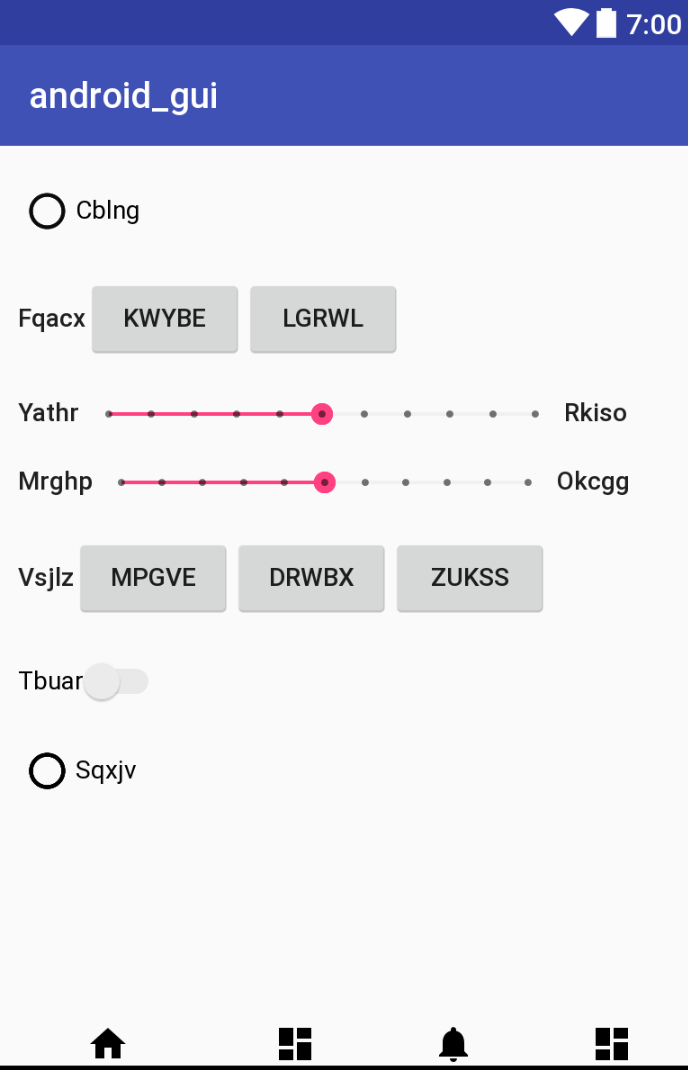 7:00
android_gui
Cblng
Fqacx KWYBE LGRWL
Yathr Rkiso
Mrghp Okcgg
Vsjlz MPGVE DRWBX ZUKSS
Tbuar
Sqxjv